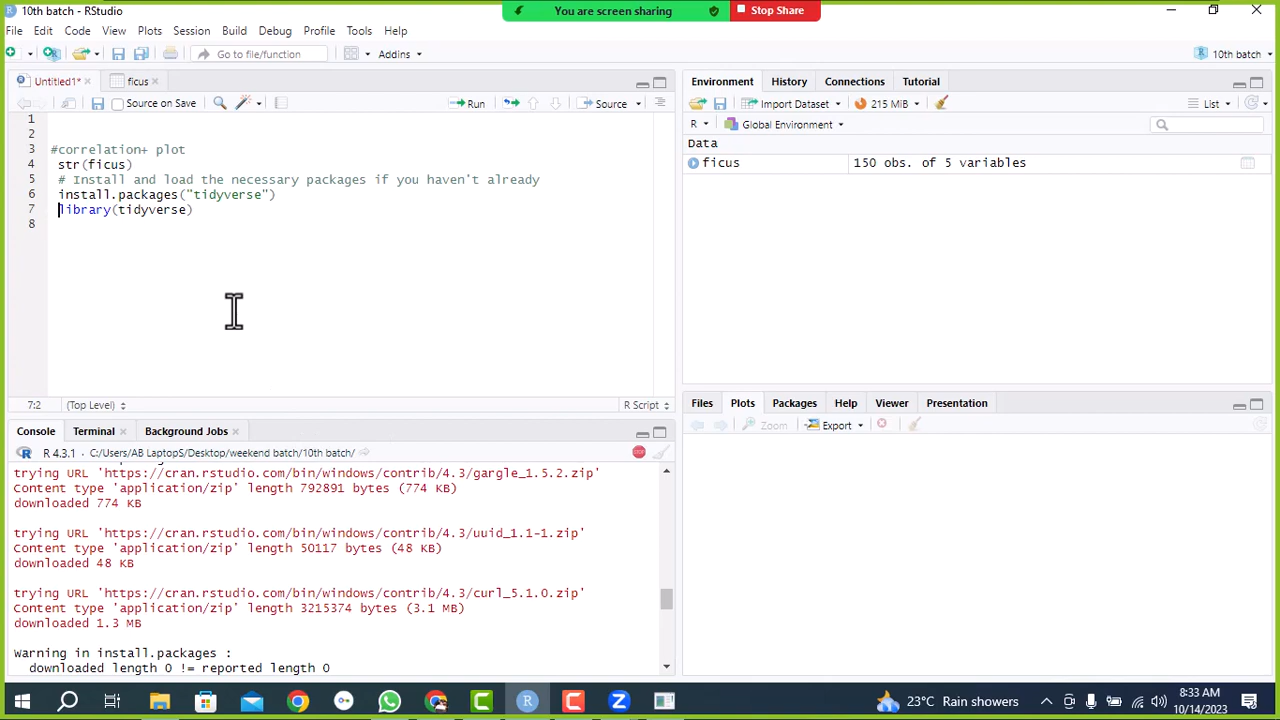 10th batch - RStudio
You are screen sharing
Stop Share
File Edit Code View Plots Session Build Debug Profile Tools Help
Go to file/function
Addins
10th batch
Untitled1*
ficus
Source on Save
Run
Source
1
2
3 #correlation+ plot
4 str(ficus)
5 # Install and load the necessary packages if you haven't already
6 install.packages("tidyverse")
7 library(tidyverse)
8
7:2 (Top Level) R Script
Console Terminal Background Jobs
R 4.3.1 · C:/Users/AB LaptopS/Desktop/weekend batch/10th batch/
trying URL 'https://cran.rstudio.com/bin/windows/contrib/4.3/gargle_1.5.2.zip'
Content type 'application/zip' length 792891 bytes (774 KB)
downloaded 774 KB
trying URL 'https://cran.rstudio.com/bin/windows/contrib/4.3/uuid_1.1-1.zip'
Content type 'application/zip' length 50117 bytes (48 KB)
downloaded 48 KB
trying URL 'https://cran.rstudio.com/bin/windows/contrib/4.3/curl_5.1.0.zip'
Content type 'application/zip' length 3215374 bytes (3.1 MB)
downloaded 1.3 MB
Warning in install.packages :
downloaded length 0 != reported length 0
Environment History Connections Tutorial
Import Dataset 215 MiB List
R Global Environment
Data
ficus 150 obs. of 5 variables
Files Plots Packages Help Viewer Presentation
Zoom Export
23°C Rain showers
8:33 AM
10/14/2023